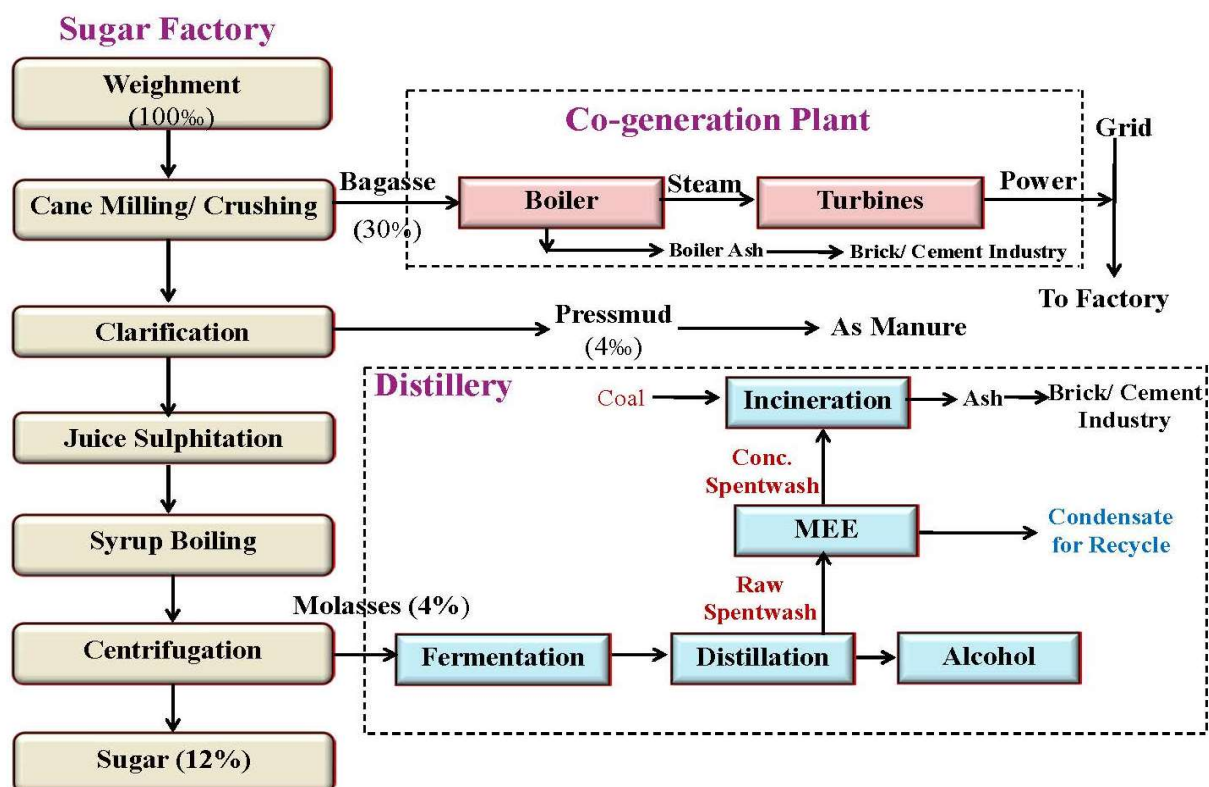 Sugar Factory
Weighment
(100‰)
Cane Milling/ Crushing
Clarification
Juice Sulphitation
Syrup Boiling
Centrifugation
Sugar (12%)
Co-generation Plant
Bagasse
(30%)
Boiler
Steam
Turbines
Power
Grid
To Factory
Boiler Ash
Brick/ Cement Industry
Pressmud
(4‰)
As Manure
Distillery
Coal
Incineration
Ash
Brick/ Cement
Industry
Conc.
Spentwash
MEE
Condensate
for Recycle
Raw
Spentwash
Molasses (4%)
Fermentation
Distillation
Alcohol